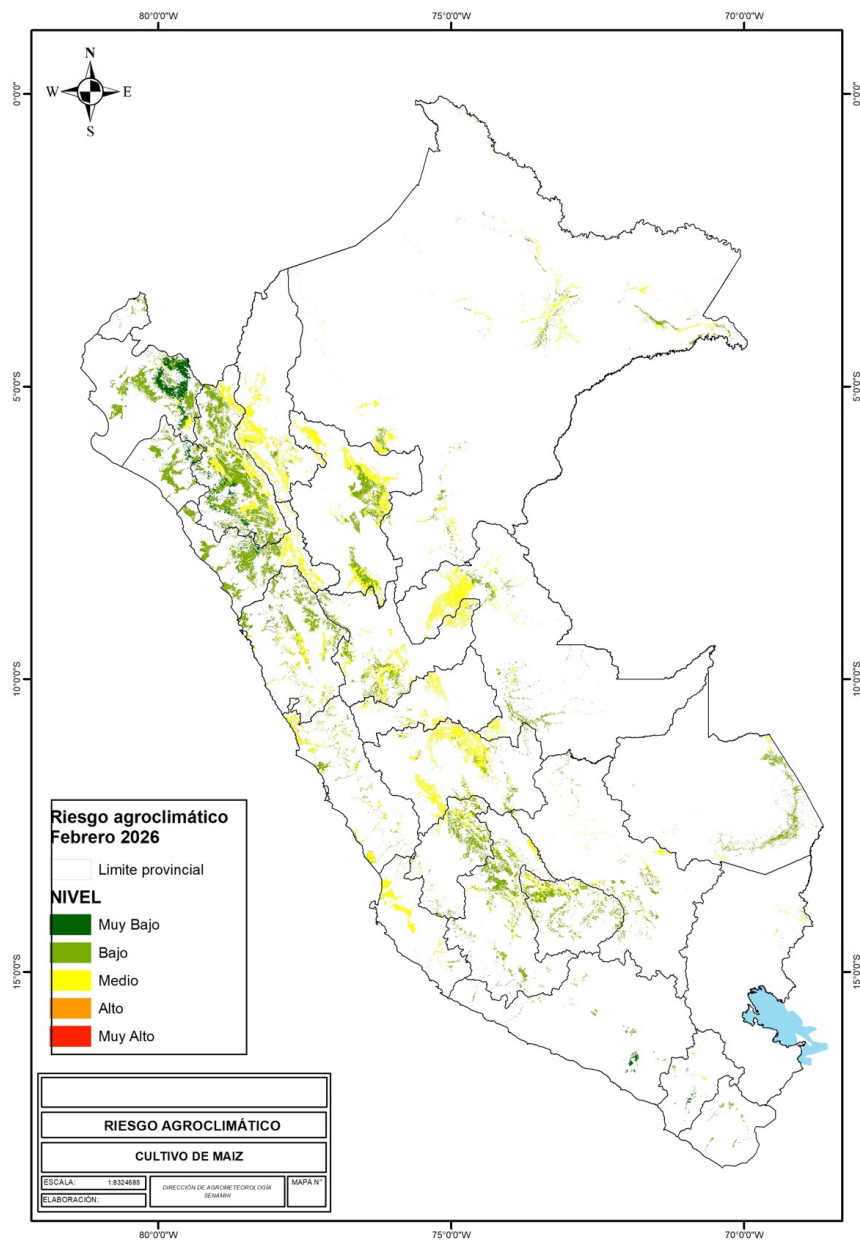 80°0'0"W
75°0'0"W
70°0'0"W
N
W
E
S
0°0'0"
0°0'0"
5°0'0"S
5°0'0"S
10°0'0"S
10°0'0"S
15°0'0"S
15°0'0"S
Riesgo agroclimático
Febrero 2026
Limite provincial
NIVEL
Muy Bajo
Bajo
Medio
Alto
Muy Alto
RIESGO AGROCLIMÁTICO
CULTIVO DE MAIZ
ESCALA: 1:8324685
ELABORACIÓN:
DIRECCIÓN DE AGROMETEOROLOGÍA
SENAMHI
MAPA N°
80°0'0"W
75°0'0"W
70°0'0"W